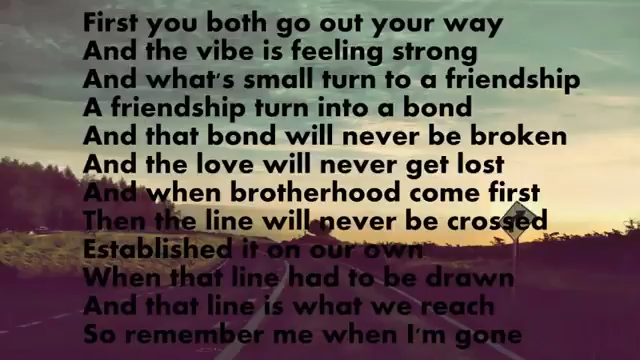 First you both go out your way
And the vibe is feeling strong
And what's small turn to a friendship
A friendship turn into a bond
And that bond will never be broken
And the love will never get lost
And when brotherhood come first
Then the line will never be crossed
Established it on our own
When that line had to be drawn
And that line is what we reach
So remember me when I'm gone